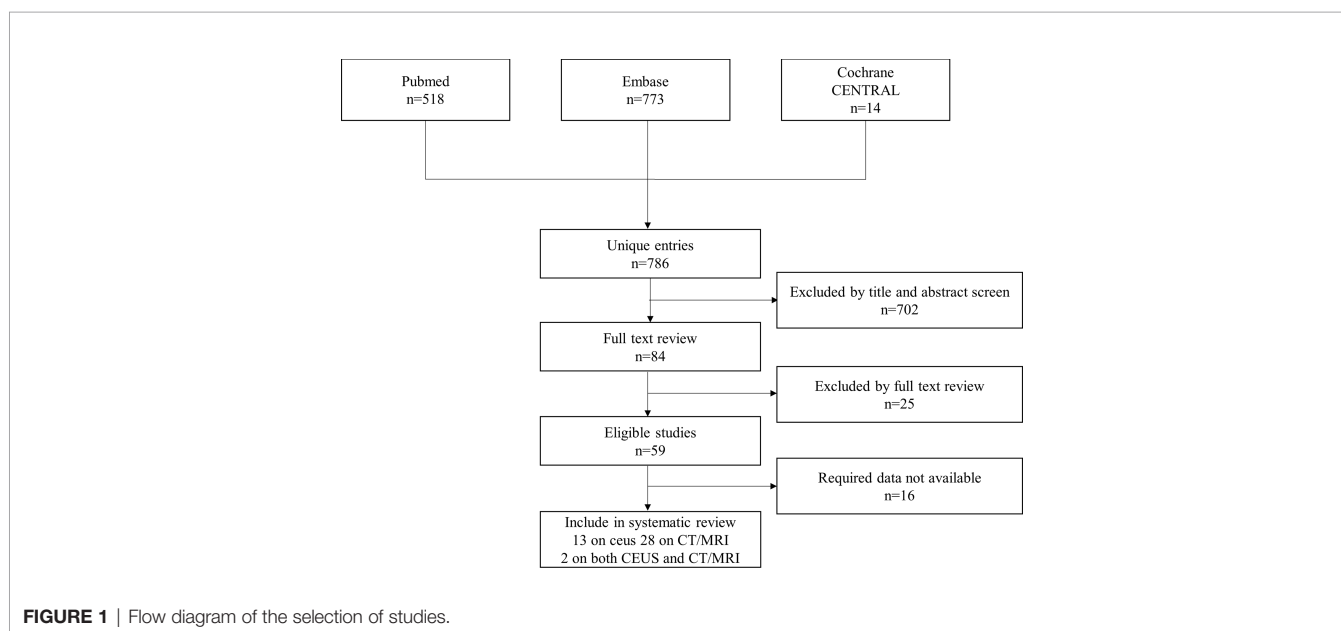 Pubmed
n=518
Embase
n=773
Cochrane
CENTRAL
n=14
Unique entries
n=786
Excluded by title and abstract screen
n=702
Full text review
n=84
Excluded by full text review
n=25
Eligible studies
n=59
Required data not available
n=16
Include in systematic review
13 on ceus 28 on CT/MRI
2 on both CEUS and CT/MRI
FIGURE 1 | Flow diagram of the selection of studies.